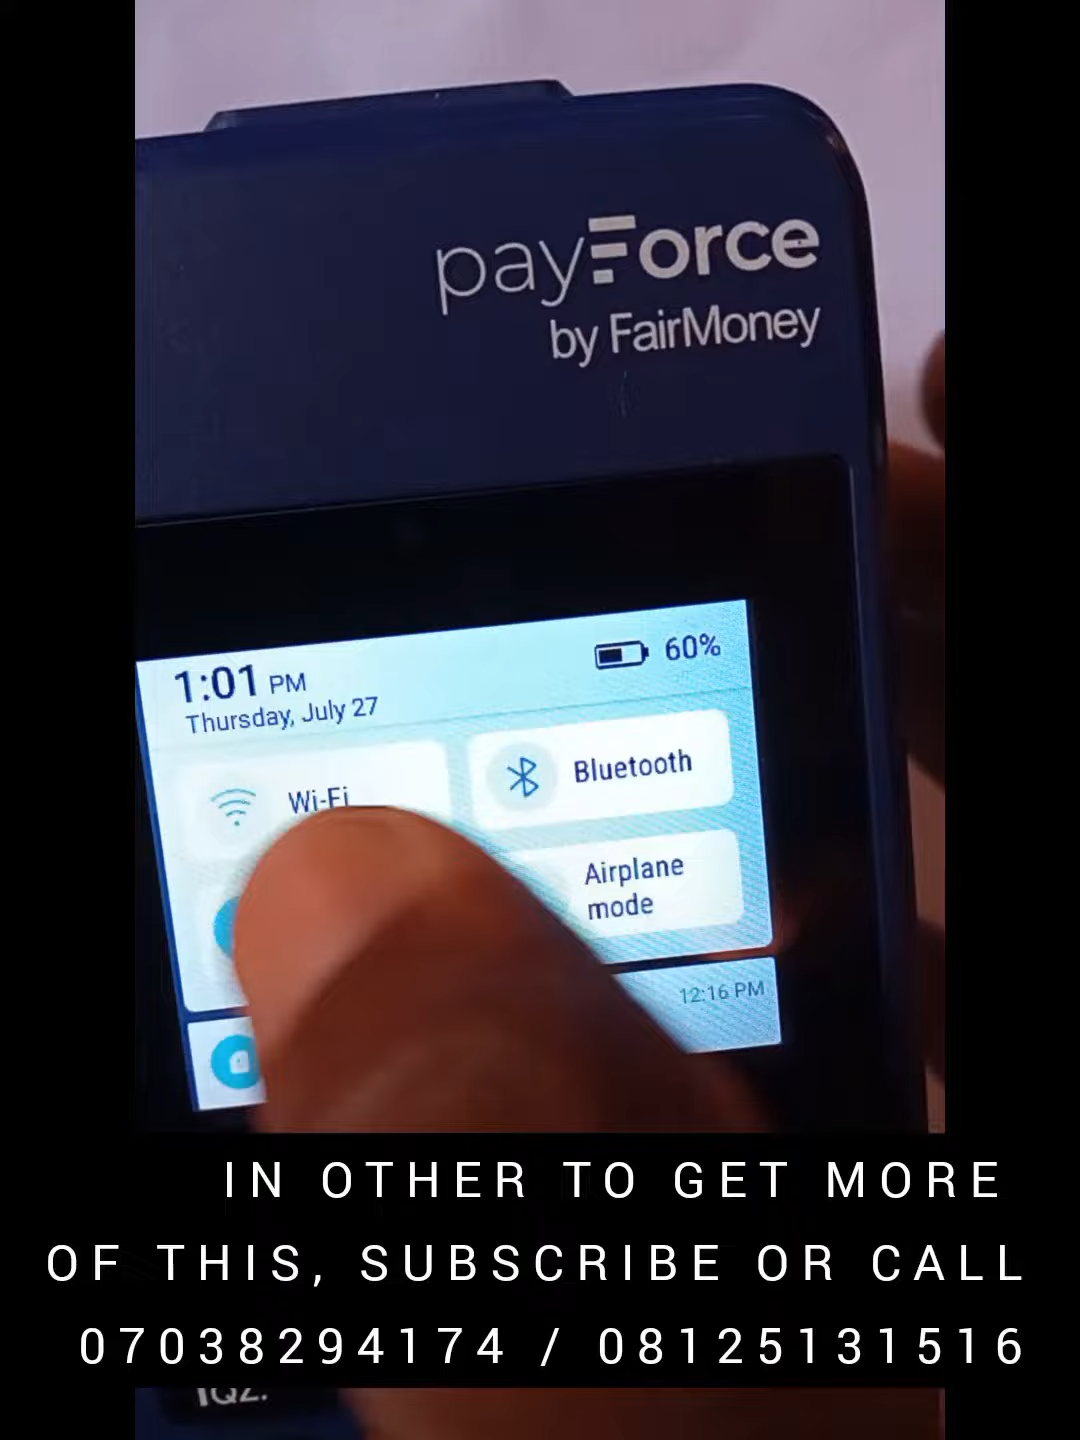 payForce
by FairMoney
1:01 PM
60%
Thursday, July 27
Wi-Fi
Bluetooth
Airplane
mode
12:16 PM
IN OTHER TO GET MORE
OF THIS, SUBSCRIBE OR CALL
07038294174 / 08125131516